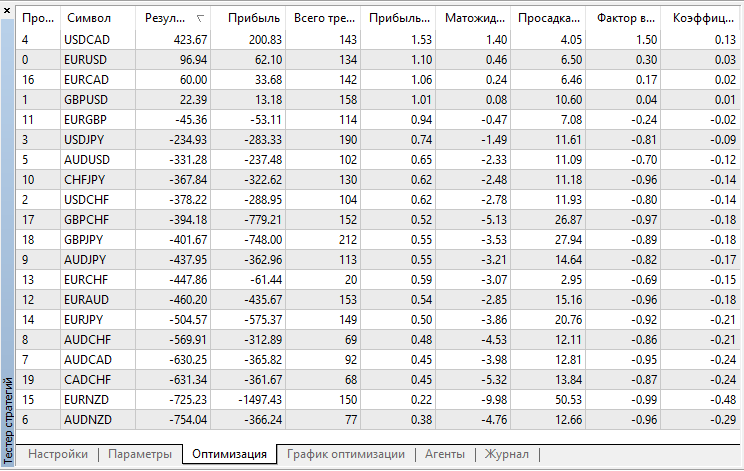 Про... Символ Резул... Прибыль Всего тре... Прибыль... Матожид... Просадка... Фактор в... Коэффиц...
4 USDCAD 423.67 200.83 143 1.53 1.40 4.05 1.50 0.13
0 EURUSD 96.94 62.10 134 1.10 0.46 6.50 0.30 0.03
16 EURCAD 60.00 33.68 142 1.06 0.24 6.46 0.17 0.02
1 GBPUSD 22.39 13.18 158 1.01 0.08 10.60 0.04 0.01
11 EURGBP -45.36 -53.11 114 0.94 -0.47 7.08 -0.24 -0.02
3 USDJPY -234.93 -283.33 190 0.74 -1.49 11.61 -0.81 -0.09
5 AUDUSD -331.28 -237.48 102 0.65 -2.33 11.09 -0.70 -0.12
10 CHFJPY -367.84 -322.62 130 0.62 -2.48 11.18 -0.96 -0.14
2 USDCHF -378.22 -288.95 104 0.62 -2.78 11.93 -0.80 -0.14
17 GBPCHF -394.18 -779.21 152 0.52 -5.13 26.87 -0.97 -0.18
18 GBPJPY -401.67 -748.00 212 0.55 -3.53 27.94 -0.89 -0.18
9 AUDJPY -437.95 -362.96 113 0.55 -3.21 14.64 -0.82 -0.17
13 EURCHF -447.86 -61.44 20 0.59 -3.07 2.95 -0.69 -0.15
12 EURAUD -460.20 -435.67 153 0.54 -2.85 15.16 -0.96 -0.18
14 EURJPY -504.57 -575.37 149 0.50 -3.86 20.76 -0.92 -0.21
8 AUDCHF -569.91 -312.89 69 0.48 -4.53 12.11 -0.86 -0.21
7 AUDCAD -630.25 -365.82 92 0.45 -3.98 12.81 -0.95 -0.24
19 CADCHF -631.34 -361.67 68 0.45 -5.32 13.84 -0.87 -0.24
15 EURNZD -725.23 -1497.43 150 0.22 -9.98 50.53 -0.99 -0.48
6 AUDNZD -754.04 -366.24 77 0.38 -4.76 12.66 -0.96 -0.29
Тестер стратегий
Настройки Параметры Оптимизация График оптимизации Агенты Журнал